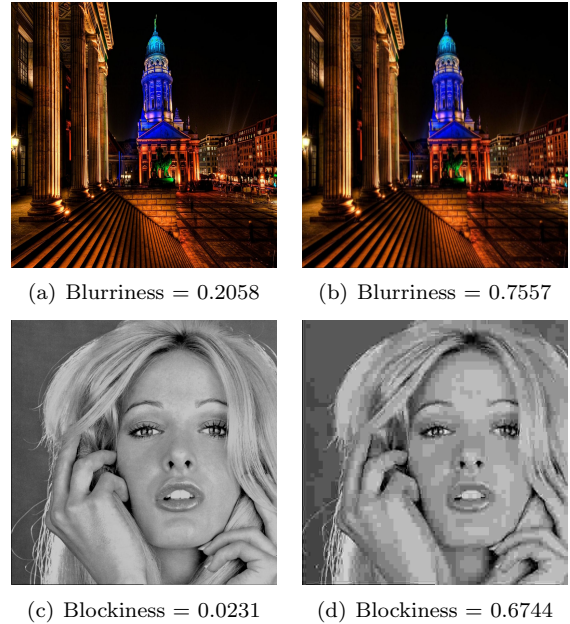 (a) Blurriness = 0.2058
(b) Blurriness = 0.7557
(c) Blockiness = 0.0231
(d) Blockiness = 0.6744